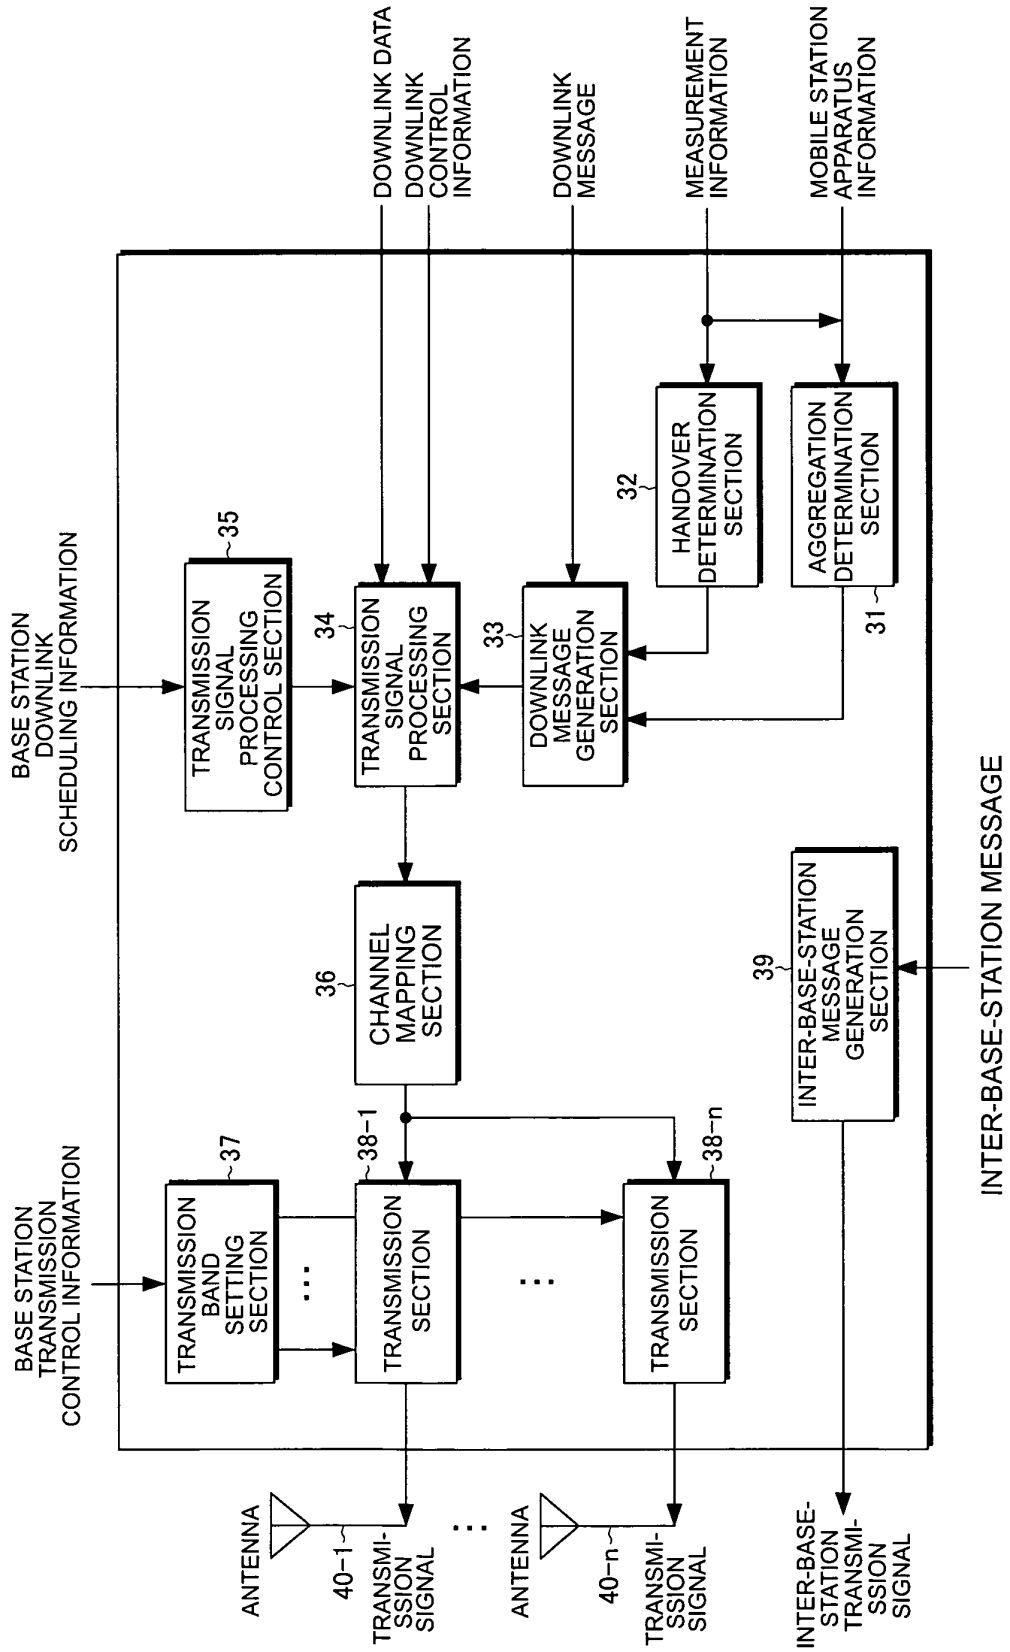 BASE STATION
DOWNLINK
SCHEDULING INFORMATION
BASE STATION
TRANSMISSION
CONTROL INFORMATION
DOWNLINK DATA
DOWNLINK
CONTROL
INFORMATION
DOWNLINK
MESSAGE
MEASUREMENT
INFORMATION
MOBILE STATION
APPARATUS
INFORMATION
35
TRANSMISSION
SIGNAL
PROCESSING
CONTROL SECTION
34
TRANSMISSION
SIGNAL
PROCESSING
SECTION
33
DOWNLINK
MESSAGE
GENERATION
SECTION
32
HANDOVER
DETERMINATION
SECTION
AGGREGATION
DETERMINATION
SECTION
31
36
CHANNEL
MAPPING
SECTION
37
TRANSMISSION
BAND
SETTING
SECTION
...
38-1
TRANSMISSION
SECTION
...
38-n
TRANSMISSION
SECTION
39
INTER-BASE-STATION
MESSAGE
GENERATION
SECTION
INTER-BASE-STATION MESSAGE
ANTENNA
40-1
TRANSMI-
SSION
SIGNAL
...
ANTENNA
40-n
TRANSMI-
SSION
SIGNAL
INTER-BASE-
STATION
TRANSMI-
SSION
SIGNAL